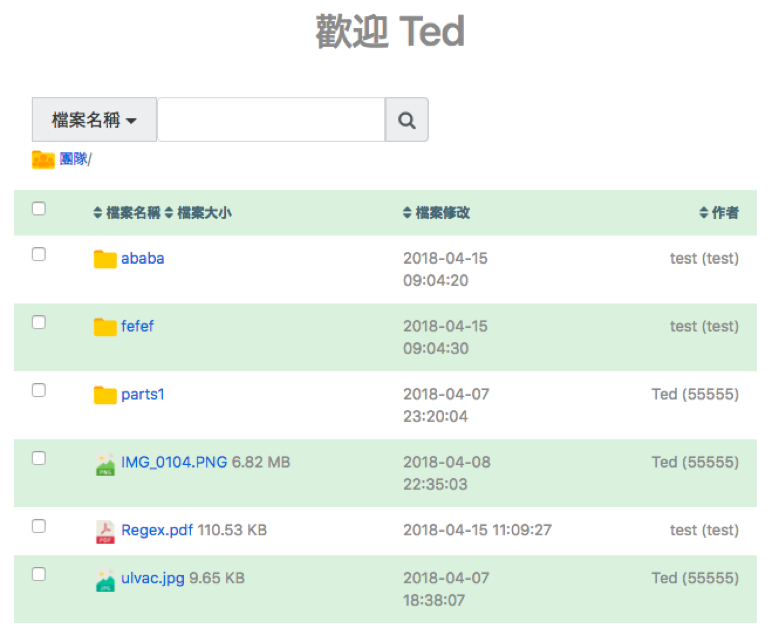 歡迎 Ted
檔案名稱
團隊/
檔案名稱 檔案大小 檔案修改 作者
ababa 2018-04-15 test (test)
09:04:20
fefef 2018-04-15 test (test)
09:04:30
parts1 2018-04-07 Ted (55555)
23:20:04
IMG_0104.PNG 6.82 MB 2018-04-08 Ted (55555)
22:35:03
Regex.pdf 110.53 KB 2018-04-15 11:09:27 test (test)
ulvac.jpg 9.65 KB 2018-04-07 Ted (55555)
18:38:07